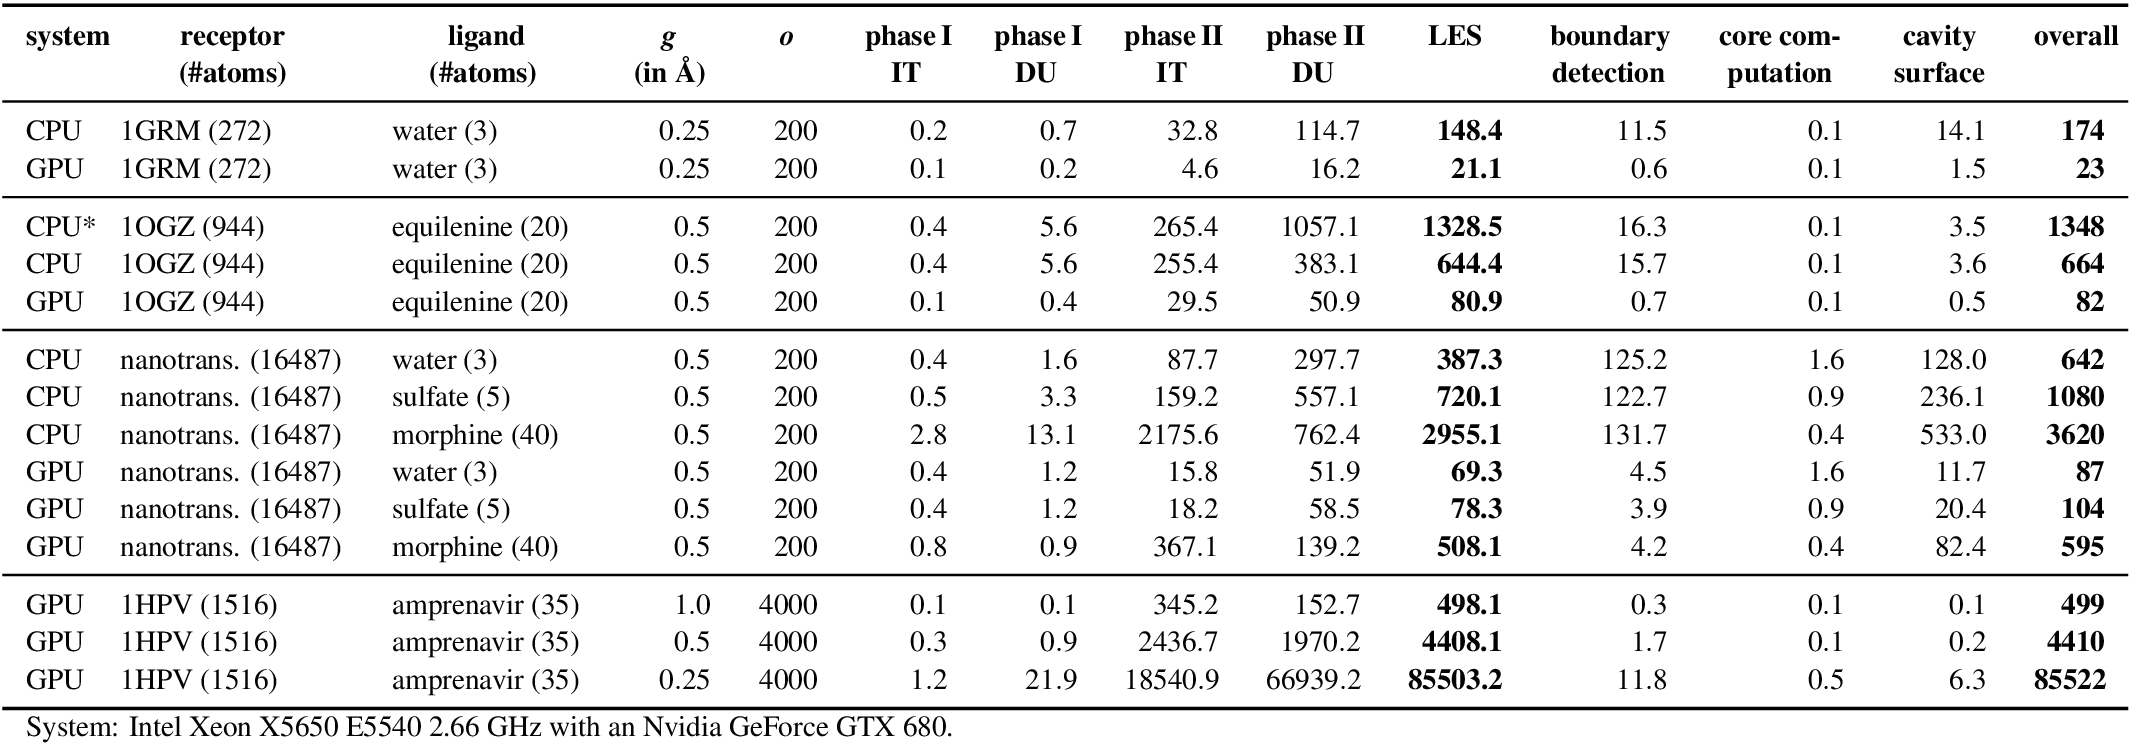 system receptor ligand g o phase I phase I phase II phase II LES boundary core com- cavity overall
(#atoms) (#atoms) (in Å) IT DU IT DU detection putation surface
CPU 1GRM (272) water (3) 0.25 200 0.2 0.7 32.8 114.7 148.4 11.5 0.1 14.1 174
GPU 1GRM (272) water (3) 0.25 200 0.1 0.2 4.6 16.2 21.1 0.6 0.1 1.5 23
CPU* 1OGZ (944) equilenine (20) 0.5 200 0.4 5.6 265.4 1057.1 1328.5 16.3 0.1 3.5 1348
CPU 1OGZ (944) equilenine (20) 0.5 200 0.4 5.6 255.4 383.1 644.4 15.7 0.1 3.6 664
GPU 1OGZ (944) equilenine (20) 0.5 200 0.1 0.4 29.5 50.9 80.9 0.7 0.1 0.5 82
CPU nanotrans. (16487) water (3) 0.5 200 0.4 1.6 87.7 297.7 387.3 125.2 1.6 128.0 642
CPU nanotrans. (16487) sulfate (5) 0.5 200 0.5 3.3 159.2 557.1 720.1 122.7 0.9 236.1 1080
CPU nanotrans. (16487) morphine (40) 0.5 200 2.8 13.1 2175.6 762.4 2955.1 131.7 0.4 533.0 3620
GPU nanotrans. (16487) water (3) 0.5 200 0.4 1.2 15.8 51.9 69.3 4.5 1.6 11.7 87
GPU nanotrans. (16487) sulfate (5) 0.5 200 0.4 1.2 18.2 58.5 78.3 3.9 0.9 20.4 104
GPU nanotrans. (16487) morphine (40) 0.5 200 0.8 0.9 367.1 139.2 508.1 4.2 0.4 82.4 595
GPU 1HPV (1516) amprenavir (35) 1.0 4000 0.1 0.1 345.2 152.7 498.1 0.3 0.1 0.1 499
GPU 1HPV (1516) amprenavir (35) 0.5 4000 0.3 0.9 2436.7 1970.2 4408.1 1.7 0.1 0.2 4410
GPU 1HPV (1516) amprenavir (35) 0.25 4000 1.2 21.9 18540.9 66939.2 85503.2 11.8 0.5 6.3 85522
System: Intel Xeon X5650 E5540 2.66 GHz with an Nvidia GeForce GTX 680.